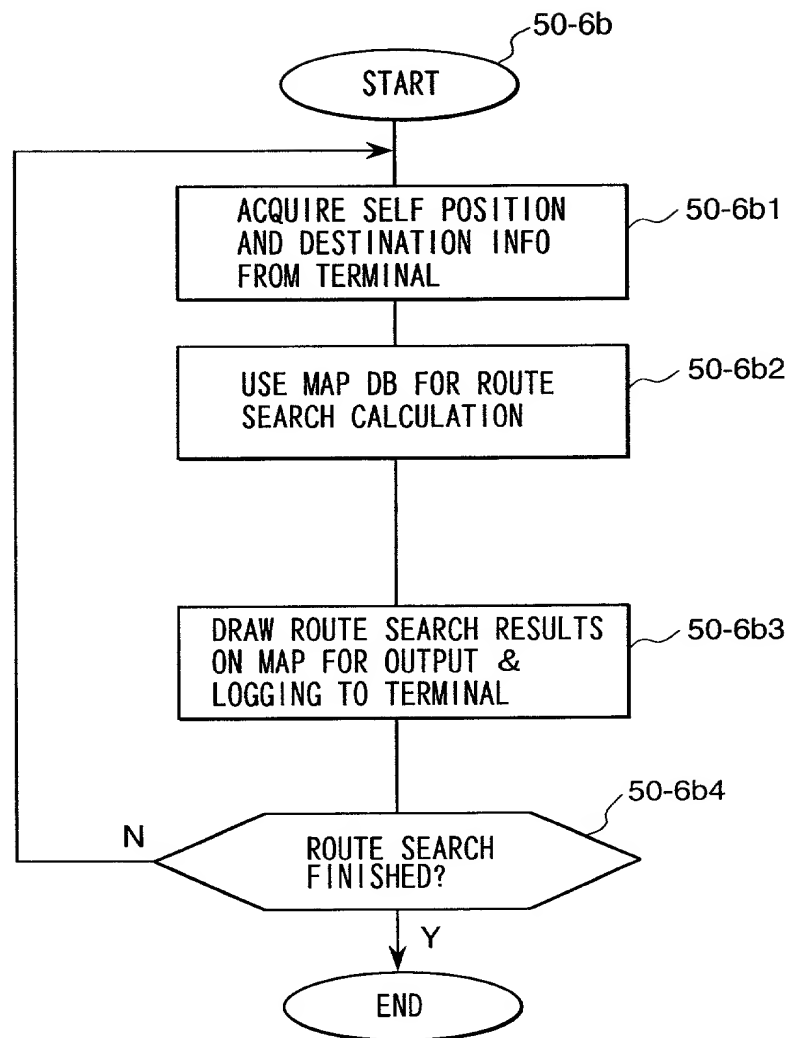 50-6b
START
ACQUIRE SELF POSITION
AND DESTINATION INFO
FROM TERMINAL
50-6b1
USE MAP DB FOR ROUTE
SEARCH CALCULATION
50-6b2
DRAW ROUTE SEARCH RESULTS
ON MAP FOR OUTPUT &
LOGGING TO TERMINAL
50-6b3
50-6b4
N
ROUTE SEARCH
FINISHED?
Y
END